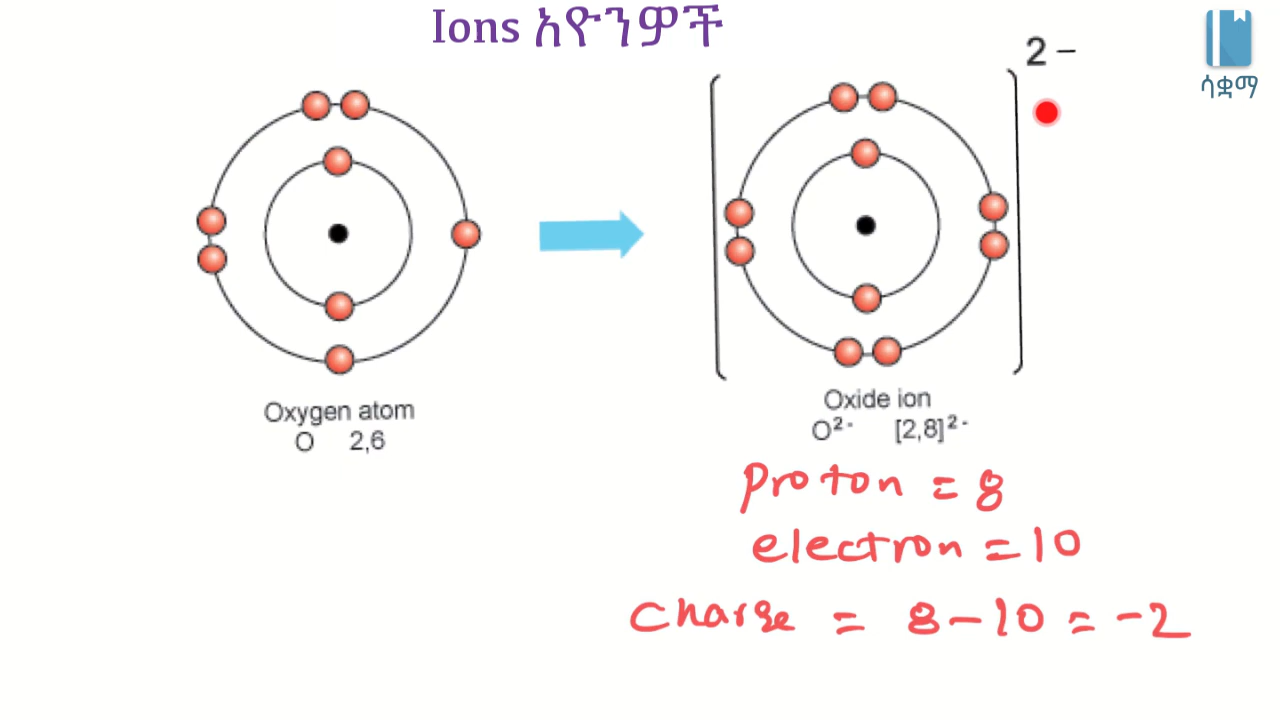 Ions አዮንዎች
ሳቋማ
2 –
Oxygen atom
O 2,6
Oxide ion
O²⁻ [2,8]²⁻
Proton = 8
electron = 10
Charge = 8 – 10 = -2